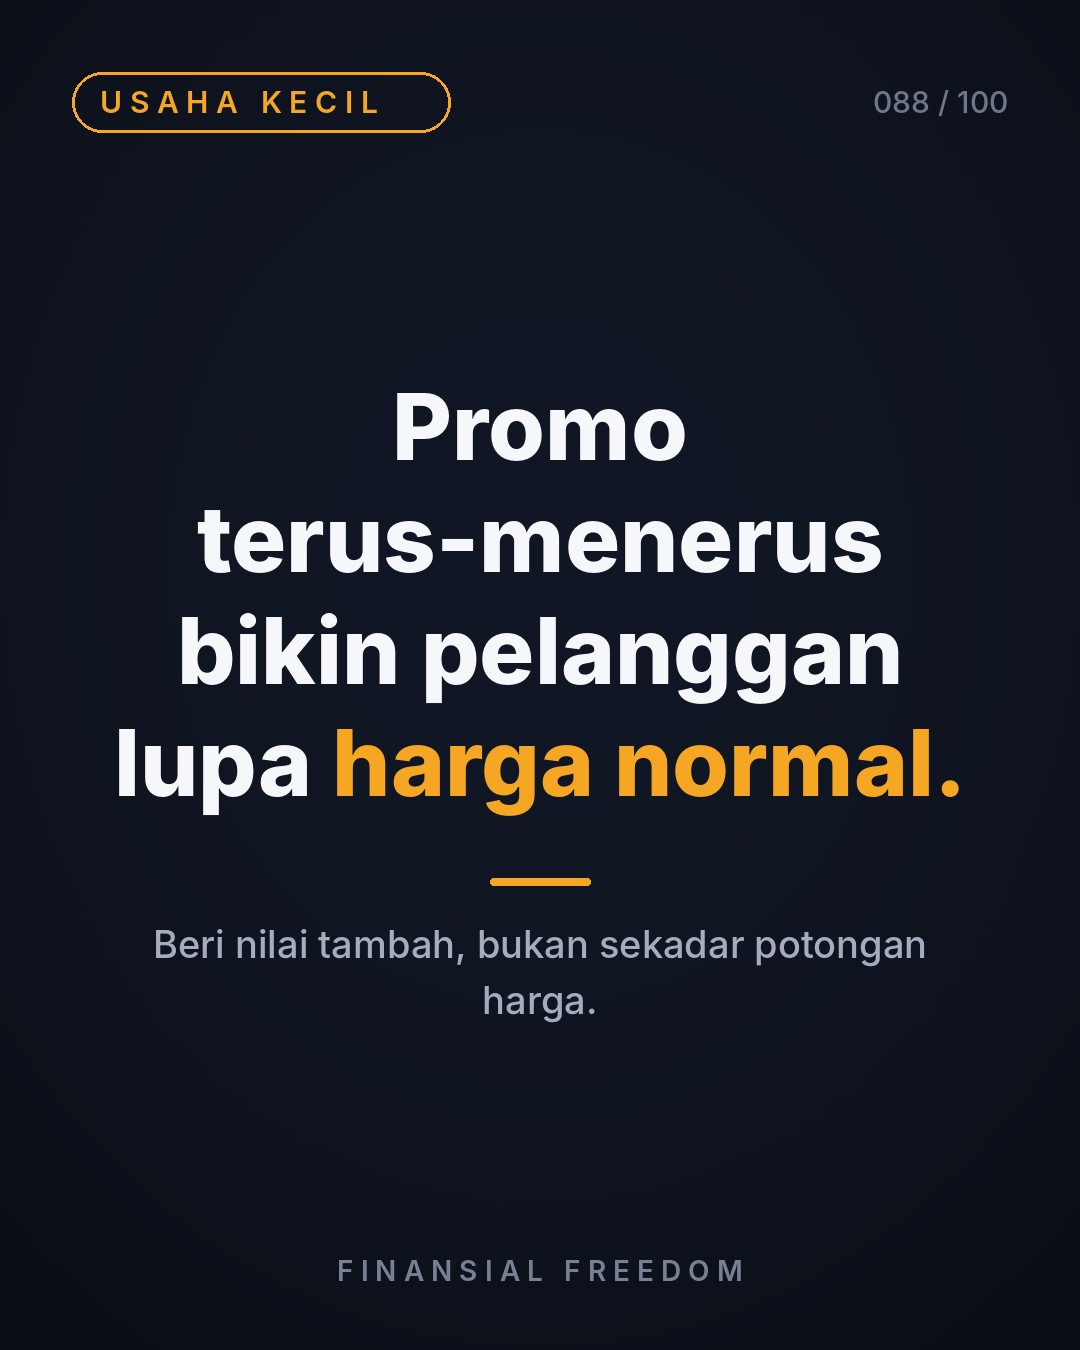 USAHA KECIL
088 / 100
Promo
terus-menerus
bikin pelanggan
lupa harga normal.
Beri nilai tambah, bukan sekadar potongan
harga.
FINANSIAL FREEDOM